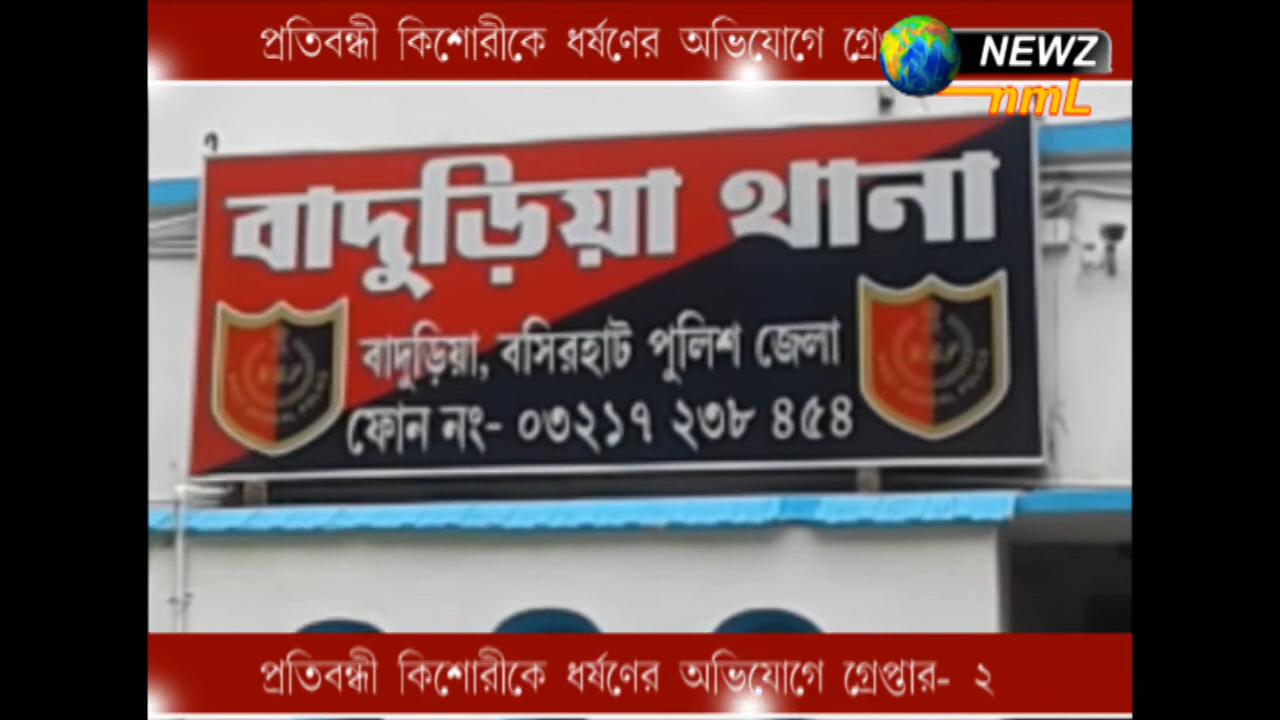 প্রতিবন্ধী কিশোরীকে ধর্ষণের অভিযোগে গ্রে
NEWZ
nmL
বাদুড়িয়া থানা
বাদুড়িয়া, বসিরহাট পুলিশ জেলা
ফোন নং- ০৩২১৭ ২৩৮ ৪৫৪
প্রতিবন্ধী কিশোরীকে ধর্ষণের অভিযোগে গ্রেপ্তার- ২